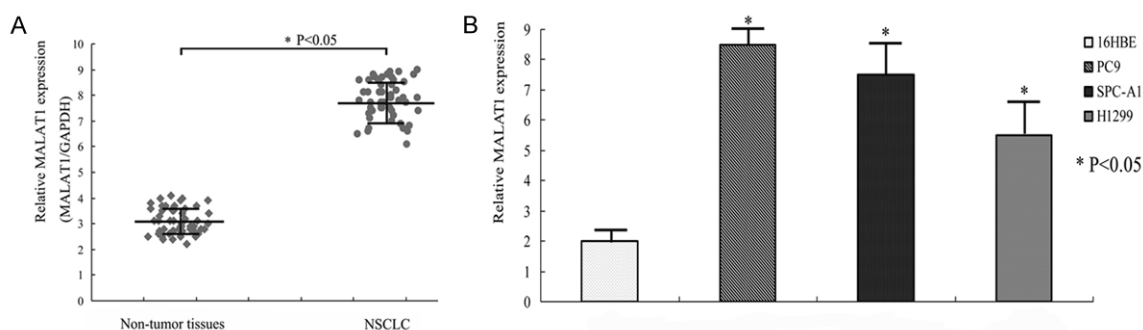 A
Relative MALAT1 expression
(MALAT1/GAPDH)
10
9
8
7
6
5
4
3
2
1
0
* P<0.05
Non-tumor tissues
NSCLC
B
Relative MALAT1 expression
9
8
7
6
5
4
3
2
1
0
*
*
*
16HBE
PC9
SPC-A1
H1299
* P<0.05